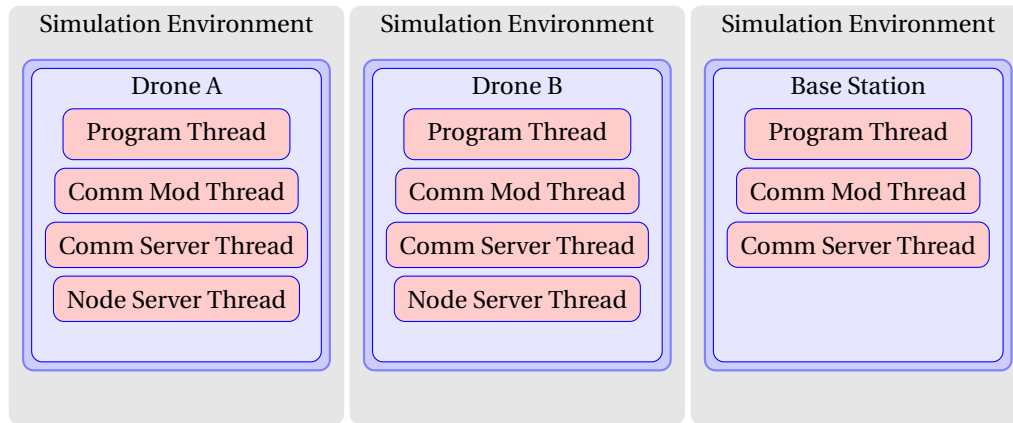 Simulation Environment
Drone A
Program Thread
Comm Mod Thread
Comm Server Thread
Node Server Thread
Simulation Environment
Drone B
Program Thread
Comm Mod Thread
Comm Server Thread
Node Server Thread
Simulation Environment
Base Station
Program Thread
Comm Mod Thread
Comm Server Thread